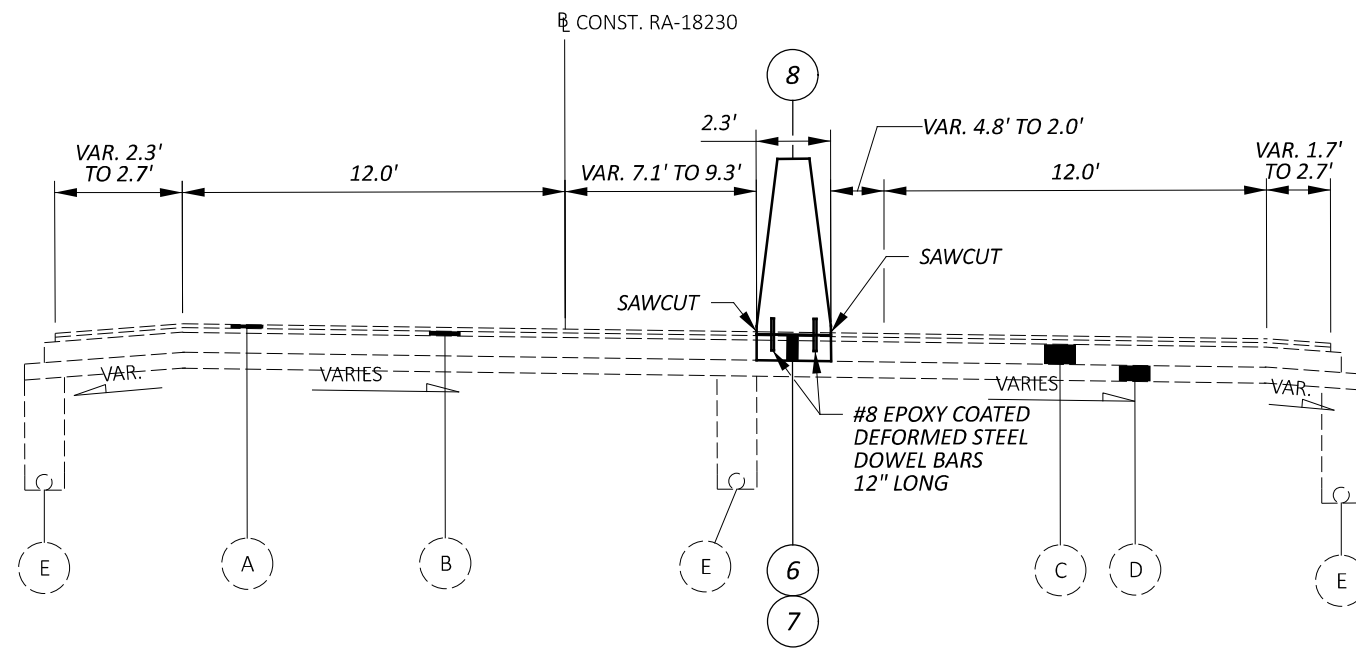 ℄ CONST. RA-18230
8
2.3'
VAR. 4.8' TO 2.0'
VAR. 2.3'
TO 2.7'
12.0'
VAR. 7.1' TO 9.3'
12.0'
VAR. 1.7'
TO 2.7'
SAWCUT
SAWCUT
VAR.
VARIES
VARIES
VAR.
#8 EPOXY COATED
DEFORMED STEEL
DOWEL BARS
12" LONG
E
A
B
E
6
7
C
D
E